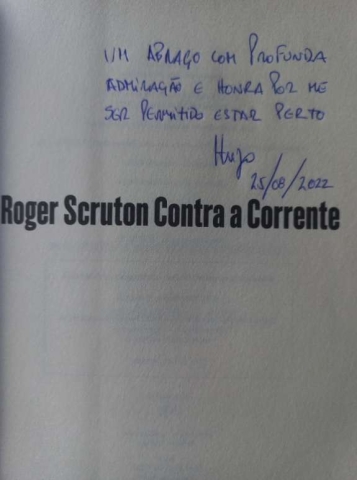 UM ABRAÇO COM PROFUNDA
ADMIRAÇÃO E HONRA POR ME
SER PERMITIDO ESTAR PERTO
Hugo
25/08/2022
Roger Scruton Contra a Corrente